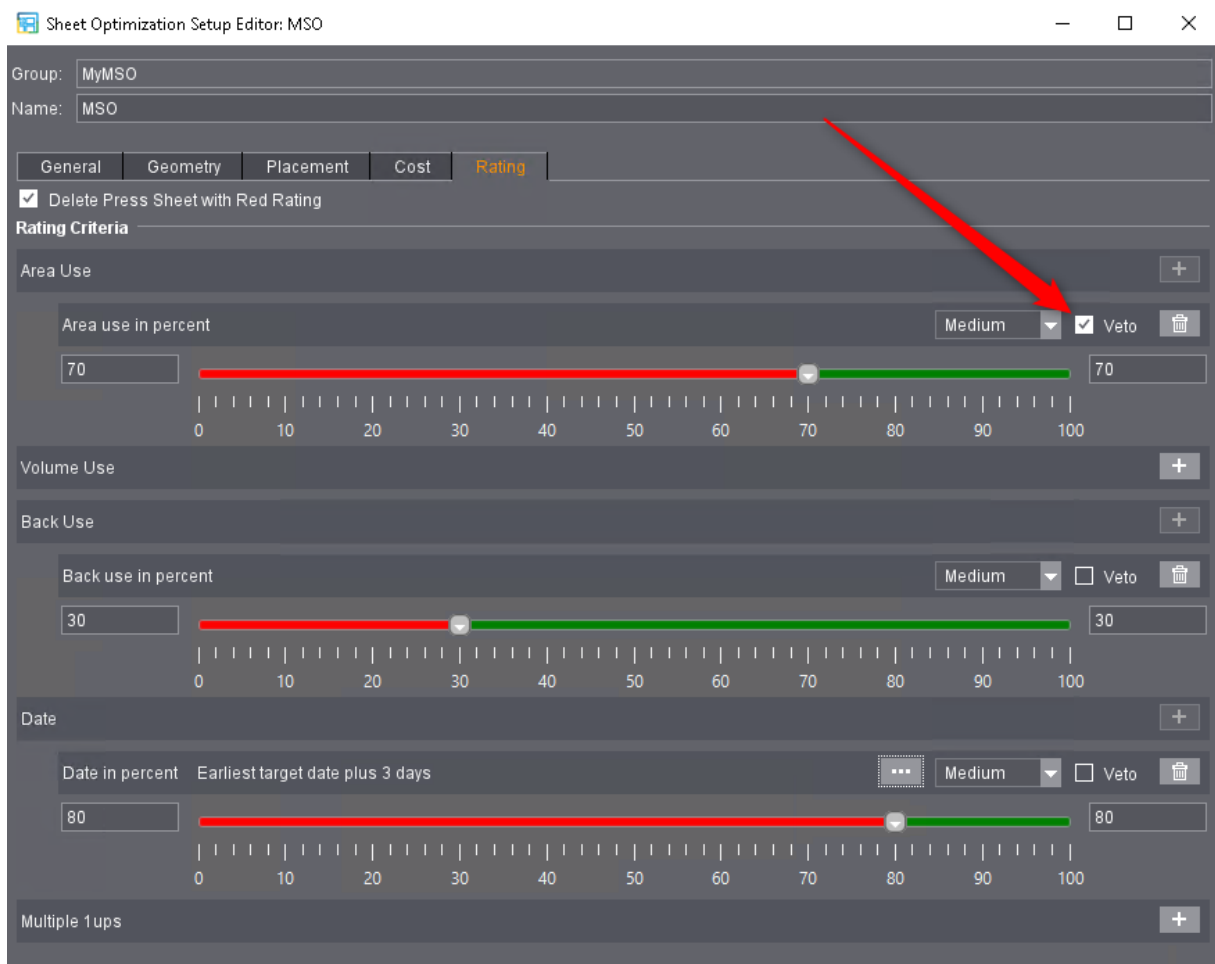 Sheet Optimization Setup Editor: MSO
Group: MyMSO
Name: MSO
General Geometry Placement Cost Rating
Delete Press Sheet with Red Rating
Rating Criteria
Area Use +
Area use in percent Medium Veto
70 70
0 10 20 30 40 50 60 70 80 90 100
Volume Use +
Back Use +
Back use in percent Medium Veto
30 30
0 10 20 30 40 50 60 70 80 90 100
Date +
Date in percent Earliest target date plus 3 days ... Medium Veto
80 80
0 10 20 30 40 50 60 70 80 90 100
Multiple 1ups +